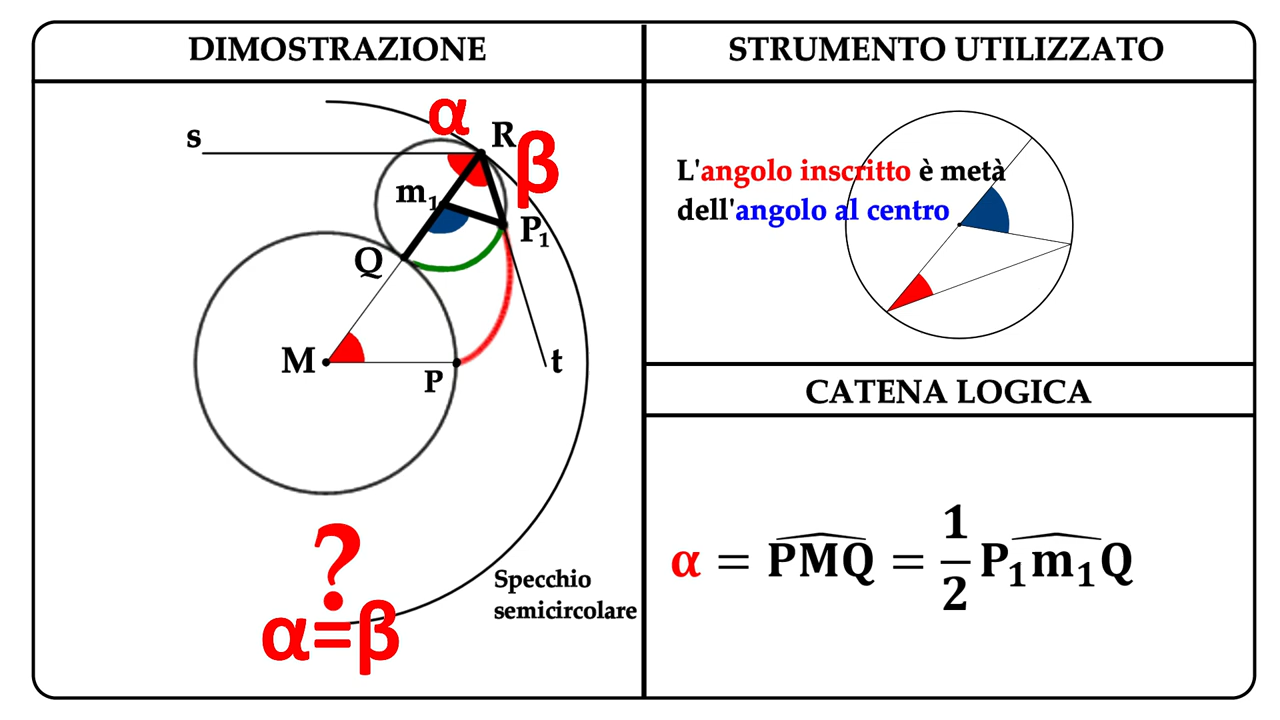 DIMOSTRAZIONE
STRUMENTO UTILIZZATO
s
α
R
β
m₁
P₁
Q
M
P
t
?
α=β
Specchio
semicircolare
L'angolo inscritto è metà
dell'angolo al centro
CATENA LOGICA
α = PMQ = 1/2 P₁m₁Q